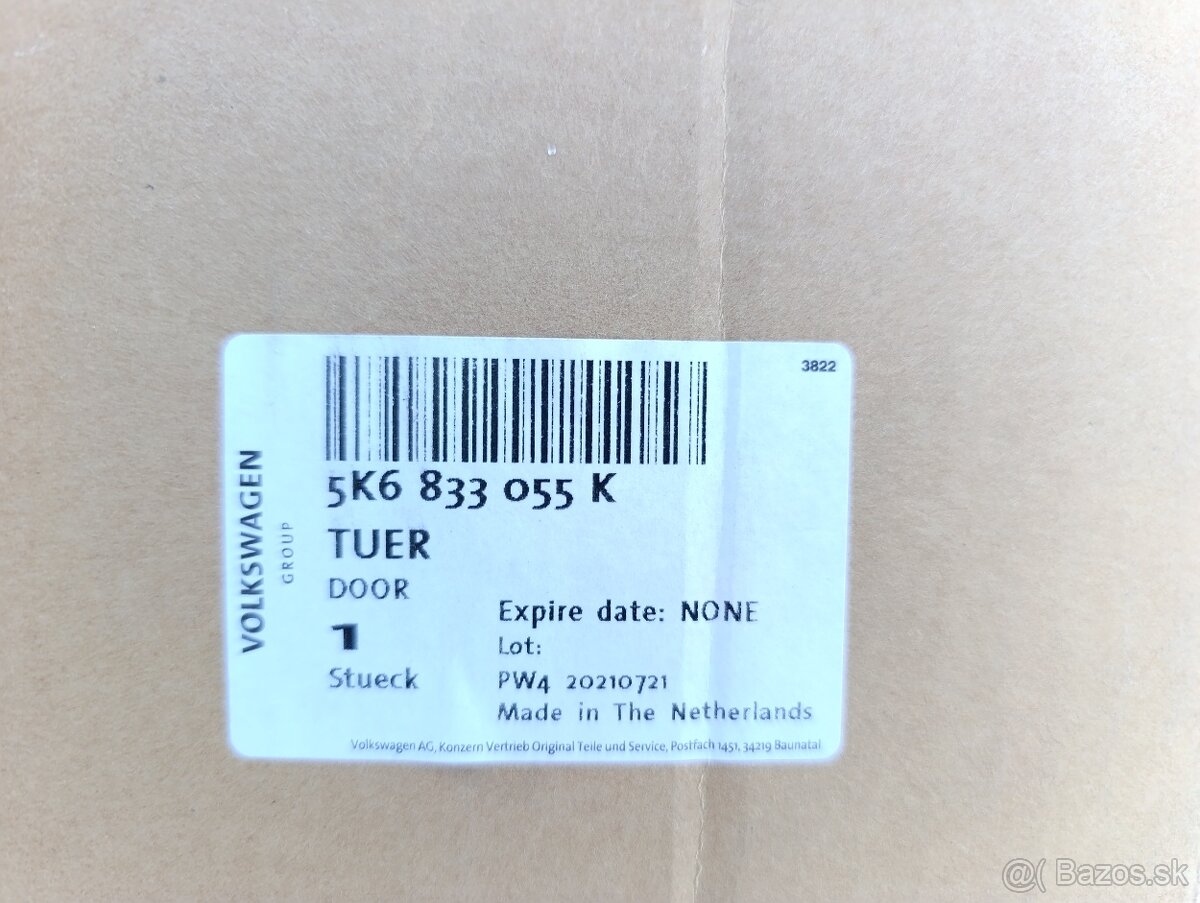 3822
VOLKSWAGEN
GROUP
5K6 833 055 K
TUER
DOOR
1
Stueck
Expire date: NONE
Lot:
PW4 20210721
Made in The Netherlands
Volkswagen AG, Konzern Vertrieb Original Teile und Service, Postfach 1451, 34219 Baunatal
@( Bazos.sk